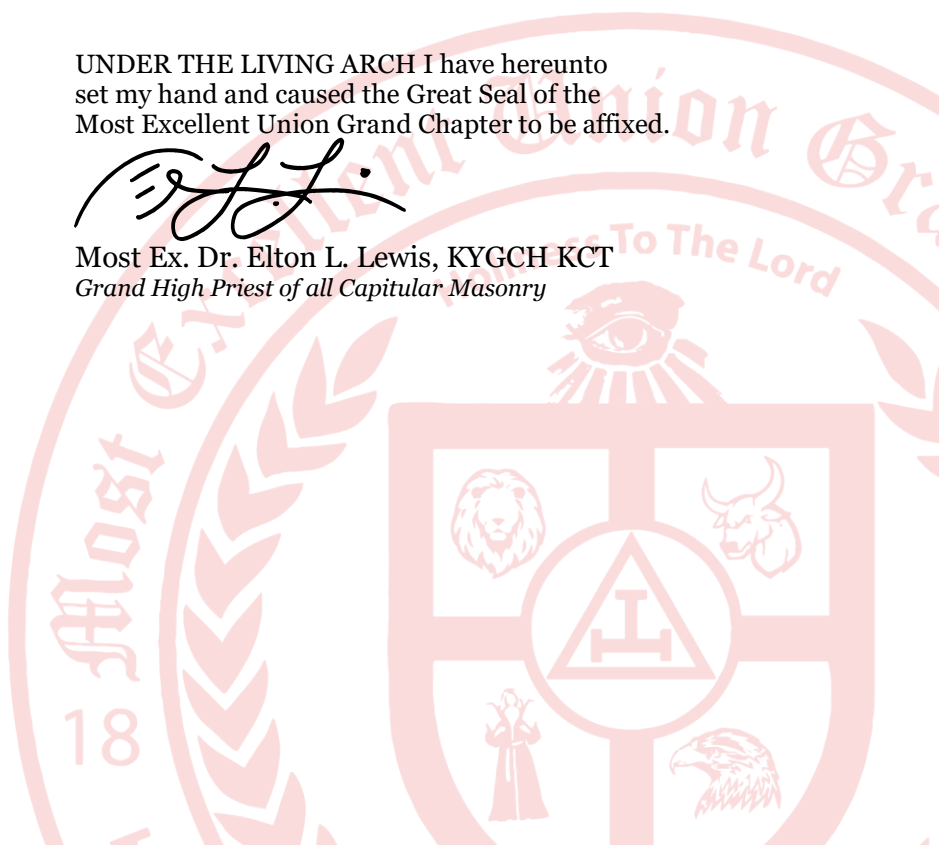 UNDER THE LIVING ARCH I have hereunto
set my hand and caused the Great Seal of the
Most Excellent Union Grand Chapter to be affixed.
Most Ex. Dr. Elton L. Lewis, KYGCH KCT
Grand High Priest of all Capitular Masonry
Most Excellent Union Gra
Holiness To The Lord
18